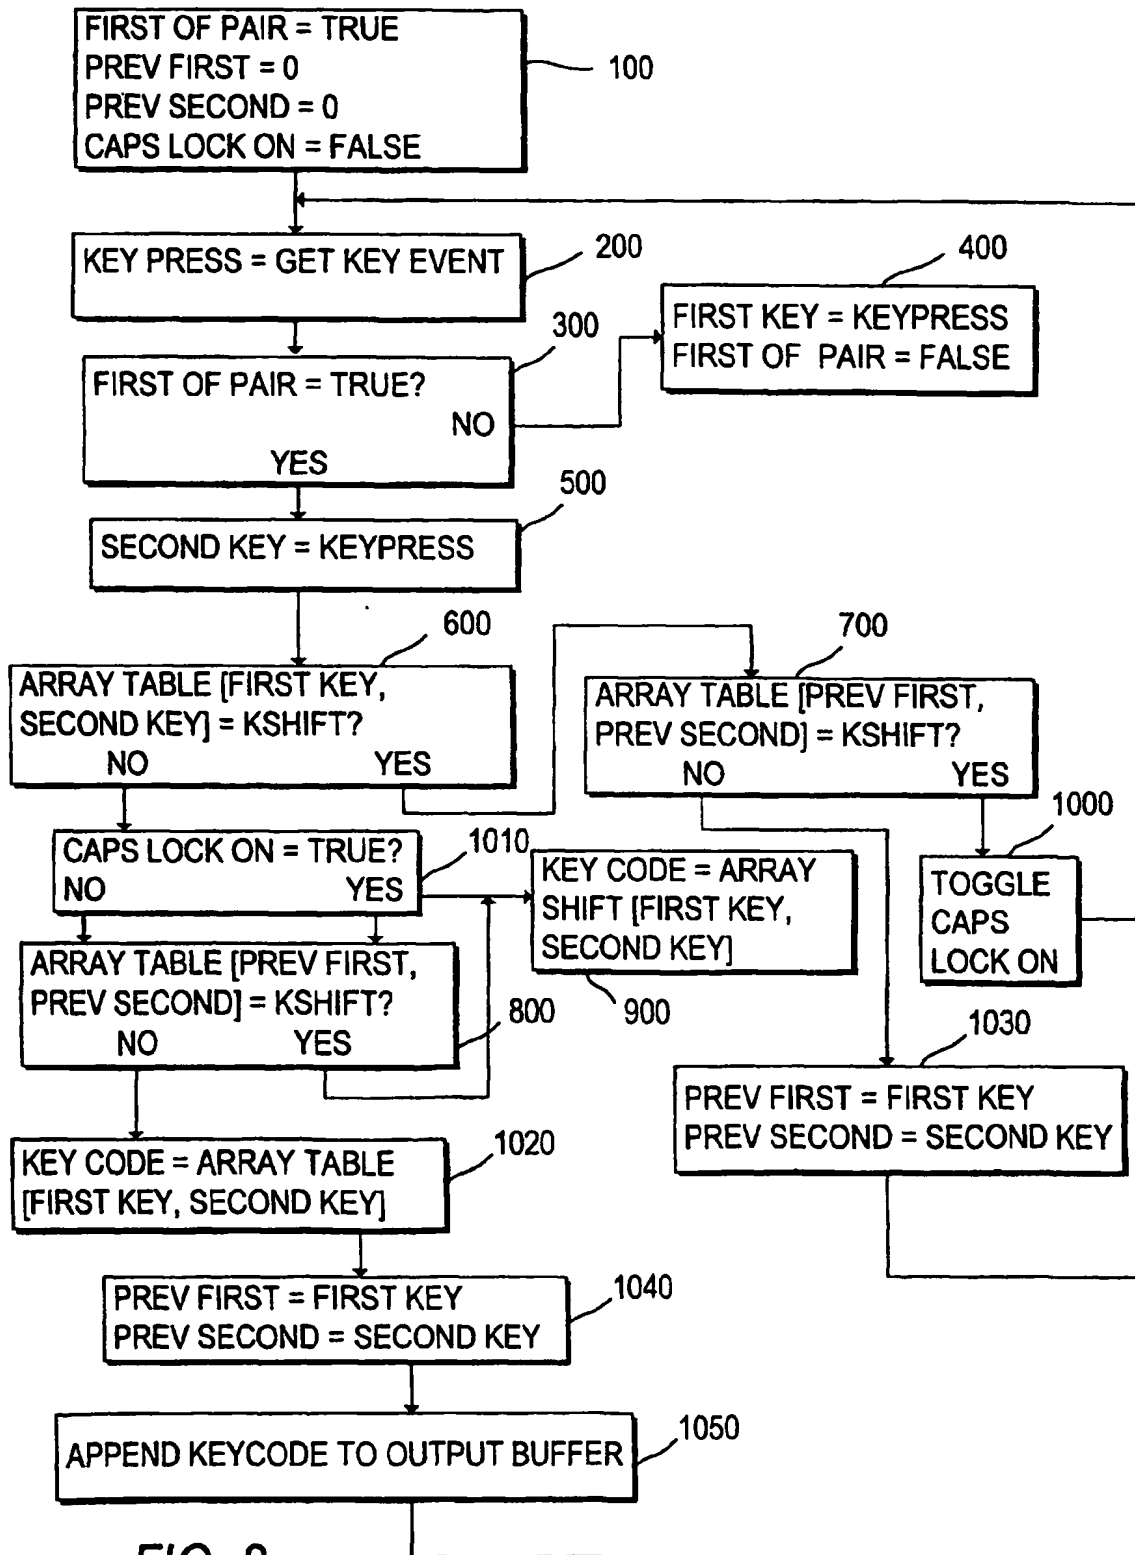 FIRST OF PAIR = TRUE
PREV FIRST = 0
PREV SECOND = 0
CAPS LOCK ON = FALSE
100
KEY PRESS = GET KEY EVENT
200
400
FIRST KEY = KEYPRESS
FIRST OF PAIR = FALSE
300
FIRST OF PAIR = TRUE?
NO
YES
500
SECOND KEY = KEYPRESS
600
ARRAY TABLE [FIRST KEY,
SECOND KEY] = KSHIFT?
NO YES
700
ARRAY TABLE [PREV FIRST,
PREV SECOND] = KSHIFT?
NO YES
1000
TOGGLE
CAPS
LOCK ON
CAPS LOCK ON = TRUE?
NO YES
1010
KEY CODE = ARRAY
SHIFT [FIRST KEY,
SECOND KEY]
900
ARRAY TABLE [PREV FIRST,
PREV SECOND] = KSHIFT?
NO YES
800
1030
PREV FIRST = FIRST KEY
PREV SECOND = SECOND KEY
KEY CODE = ARRAY TABLE
[FIRST KEY, SECOND KEY]
1020
PREV FIRST = FIRST KEY
PREV SECOND = SECOND KEY
1040
APPEND KEYCODE TO OUTPUT BUFFER
1050